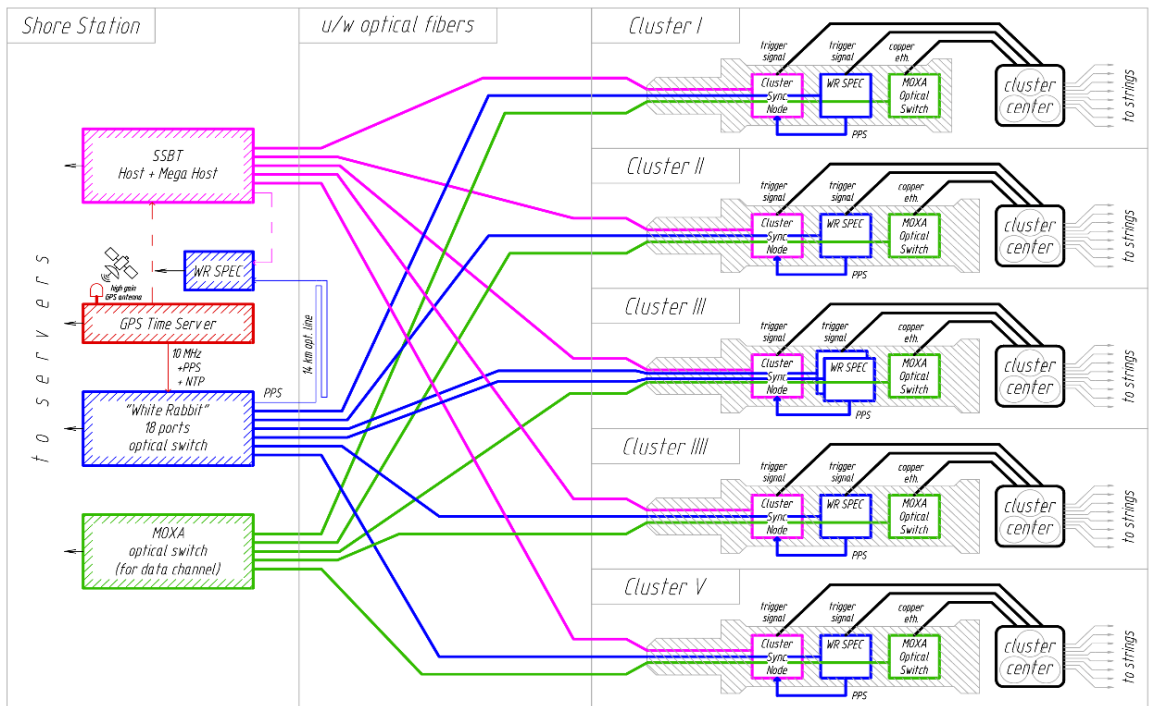 Shore Station
u/w optical fibers
SSBT
Host + Mega Host
WR SPEC
high gain
GPS antenna
GPS Time Server
10 MHz
+PPS
+ NTP
PPS
14 km opt. line
"White Rabbit"
18 ports
optical switch
MOXA
optical switch
(for data channel)
to servers
Cluster I
trigger
signal
trigger
signal
copper
eth.
Cluster
Sync
Node
WR SPEC
MOXA
Optical
Switch
PPS
cluster
center
to strings
Cluster II
trigger
signal
trigger
signal
copper
eth.
Cluster
Sync
Node
WR SPEC
MOXA
Optical
Switch
PPS
cluster
center
to strings
Cluster III
trigger
signal
trigger
signal
copper
eth.
Cluster
Sync
Node
WR SPEC
MOXA
Optical
Switch
PPS
cluster
center
to strings
Cluster IIII
trigger
signal
trigger
signal
copper
eth.
Cluster
Sync
Node
WR SPEC
MOXA
Optical
Switch
PPS
cluster
center
to strings
Cluster V
trigger
signal
trigger
signal
copper
eth.
Cluster
Sync
Node
WR SPEC
MOXA
Optical
Switch
PPS
cluster
center
to strings